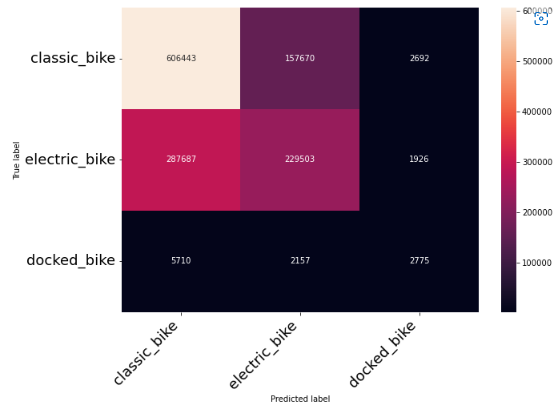 classic_bike 606443 157670 2692
electric_bike 287687 229503 1926
docked_bike 5710 2157 2775
True label
classic_bike electric_bike docked_bike
Predicted label
600000
500000
400000
300000
200000
100000